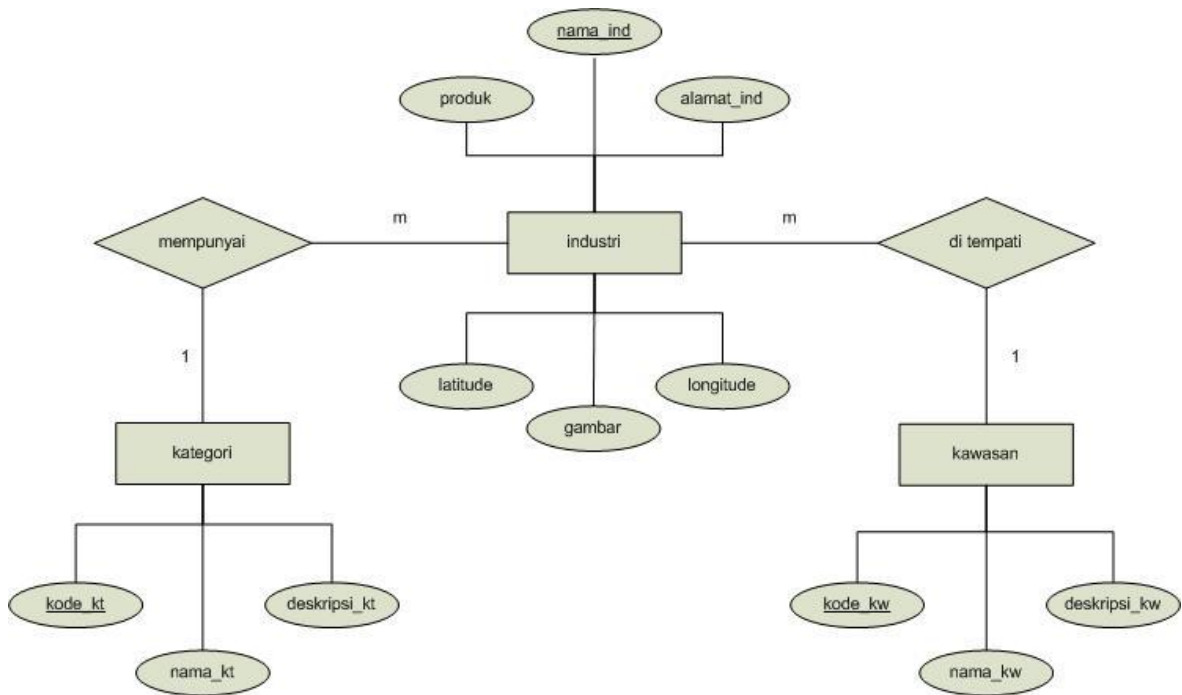 nama_ind
produk
alamat_ind
m
m
mempunyai
industri
di tempati
1
1
latitude
longitude
gambar
kategori
kawasan
kode_kt
deskripsi_kt
kode_kw
deskripsi_kw
nama_kt
nama_kw